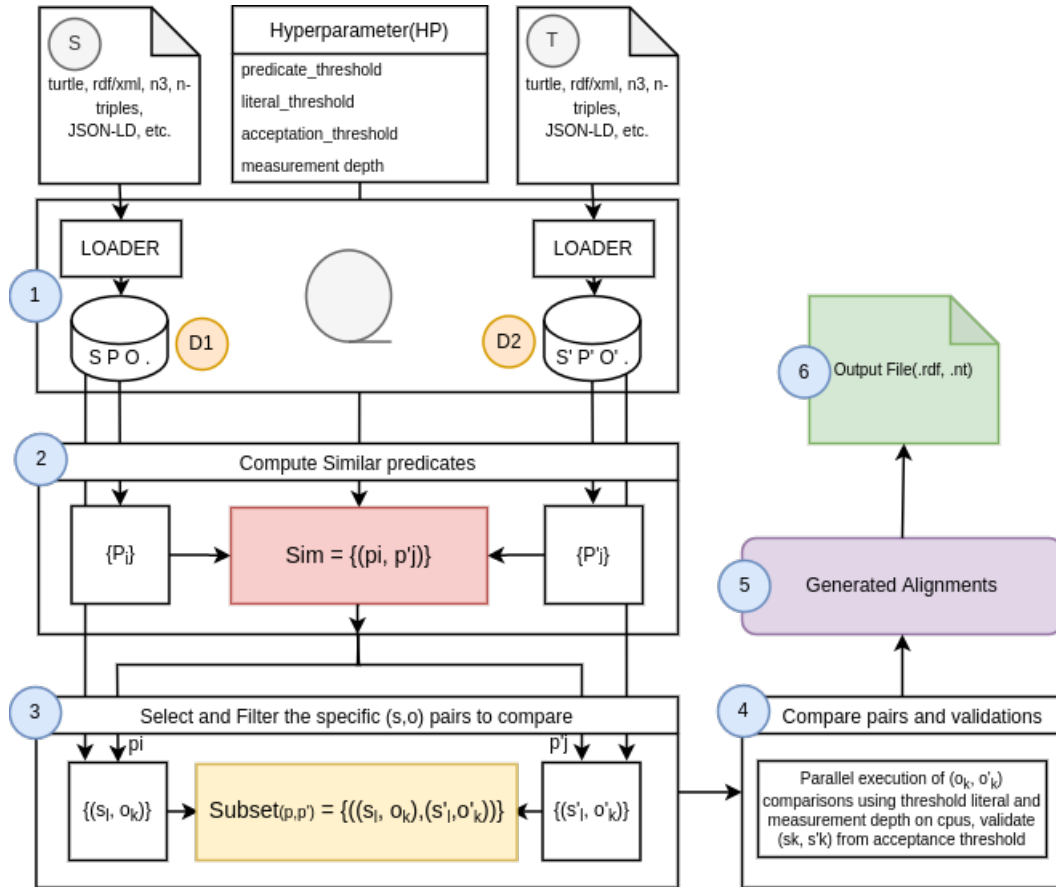 S
turtle, rdf/xml, n3, n-
triples,
JSON-LD, etc.
Hyperparameter(HP)
predicate_threshold
literal_threshold
acceptation_threshold
measurement depth
T
turtle, rdf/xml, n3, n-
triples,
JSON-LD, etc.
1
LOADER
LOADER
S P O .
D1
D2
S' P' O' .
2
Compute Similar predicates
{Pi}
Sim = {(pi, p'j)}
{P'j}
3
Select and Filter the specific (s,o) pairs to compare
pi
p'j
{(sl, ok)}
Subset(p,p') = {((sl, ok),(s'l,o'k))}
{(s'l, o'k)}
4
Compare pairs and validations
Parallel execution of (ok, o'k)
comparisons using threshold literal and
measurement depth on cpus, validate
(sk, s'k) from acceptance threshold
5
Generated Alignments
6
Output File(.rdf, .nt)